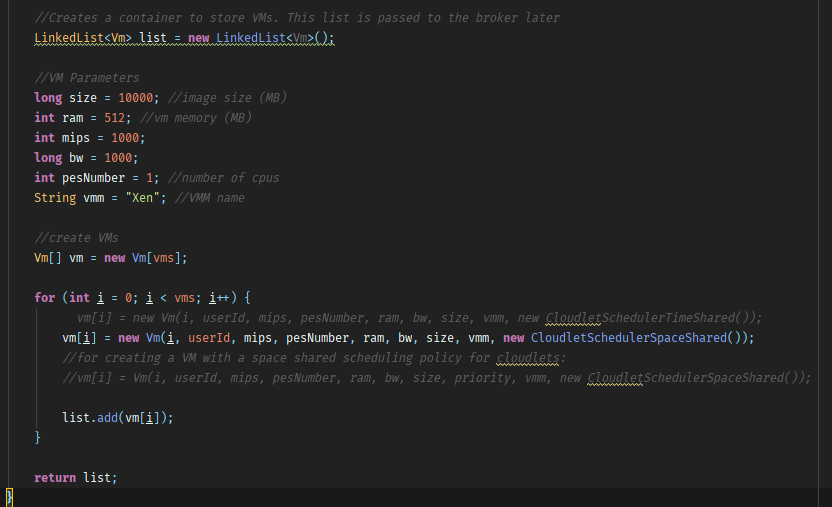 //Creates a container to store VMs. This list is passed to the broker later
LinkedList<Vm> list = new LinkedList<Vm>();
//VM Parameters
long size = 10000; //image size (MB)
int ram = 512; //vm memory (MB)
int mips = 1000;
long bw = 1000;
int pesNumber = 1; //number of cpus
String vmm = "Xen"; //VMM name
//create VMs
Vm[] vm = new Vm[vms];
for (int i = 0; i < vms; i++) {
vm[i] = new Vm(i, userId, mips, pesNumber, ram, bw, size, vmm, new CloudletSchedulerTimeShared());
vm[i] = new Vm(i, userId, mips, pesNumber, ram, bw, size, vmm, new CloudletSchedulerSpaceShared());
//for creating a VM with a space shared scheduling policy for cloudlets:
//vm[i] = Vm(i, userId, mips, pesNumber, ram, bw, size, priority, vmm, new CloudletSchedulerSpaceShared());
list.add(vm[i]);
}
return list;
}